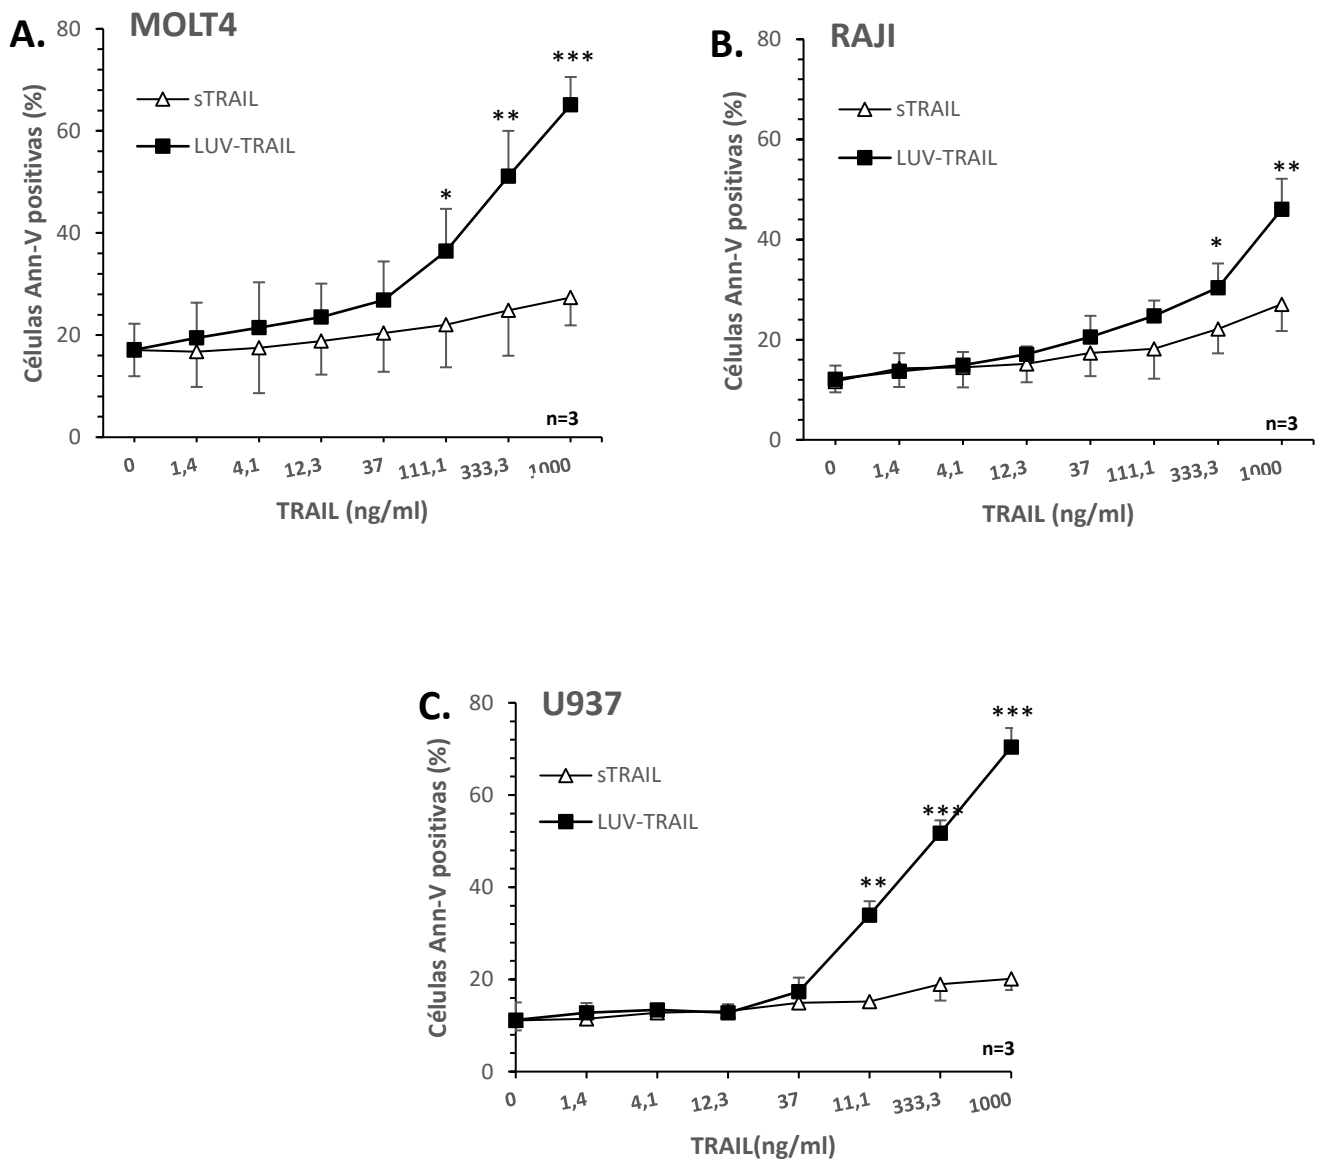 A.
MOLT4
Células Ann-V positivas (%)
80
60
40
20
0
sTRAIL
LUV-TRAIL
*
**
***
n=3
0 1,4 4,1 12,3 37 111,1 333,3 1000
TRAIL (ng/ml)
B.
RAJI
Células Ann-V positivas (%)
80
60
40
20
0
sTRAIL
LUV-TRAIL
*
**
n=3
0 1,4 4,1 12,3 37 111,1 333,3 1000
TRAIL (ng/ml)
C.
U937
Células Ann-V positivas (%)
80
60
40
20
0
sTRAIL
LUV-TRAIL
**
***
***
n=3
0 1,4 4,1 12,3 37 11,1 333,3 1000
TRAIL(ng/ml)